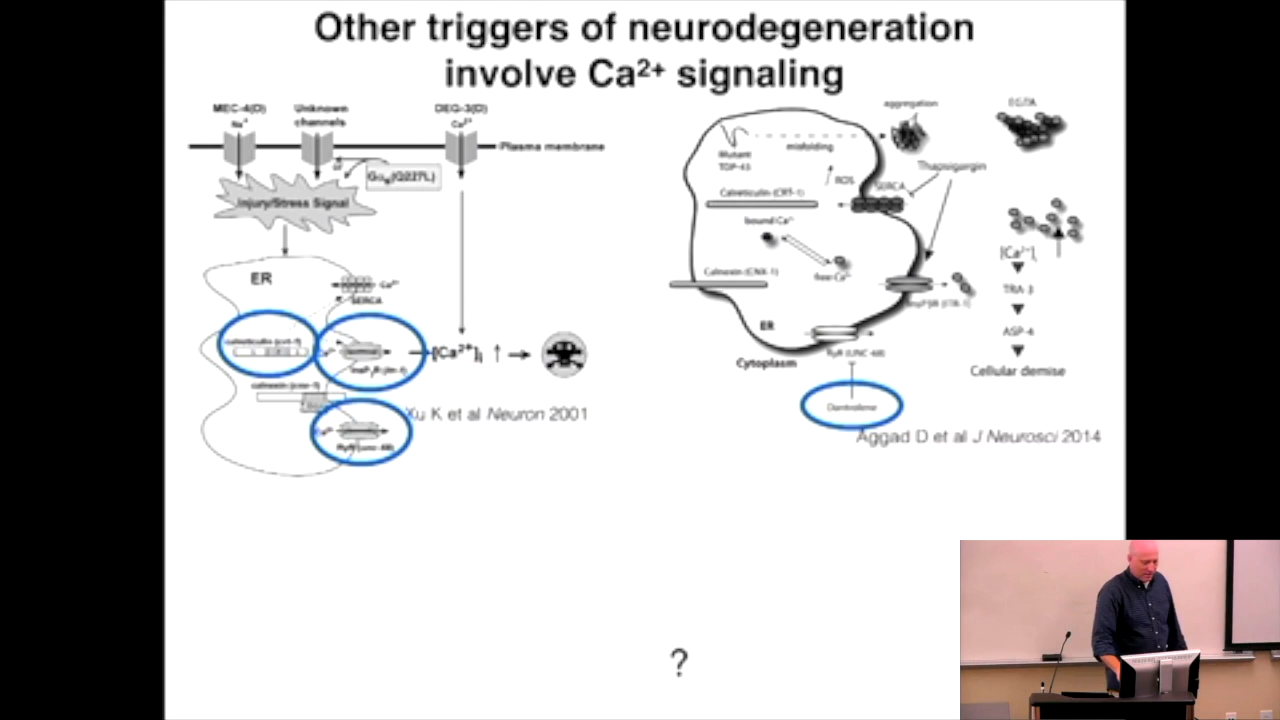 Other triggers of neurodegeneration
involve Ca²⁺ signaling
MEC-4(D)
Na⁺
Unknown
channels
DEG-3(D)
Ca²⁺
Plasma membrane
Gαq(Q227L)
Injury/Stress Signal
ER
Ca²⁺
SERCA
calreticulin (crt-1)
Ca²⁺
InsP₃R (itr-1)
[Ca²⁺]i ↑
calnexin (cnx-1)
Ca²⁺
RyR (unc-68)
Xu K et al Neuron 2001
aggregation
EGTA
Mutant
TDP-43
misfolding
Thapsigargin
ROS
SERCA
Calreticulin (CRT-1)
bound Ca²⁺
free Ca²⁺
Calnexin (CNX-1)
InsP3R (ITR-1)
ER
RyR (UNC-68)
Cytoplasm
[Ca²⁺]i
TRA-3
ASP-4
Cellular demise
Dantrolene
Aggad D et al J Neurosci 2014
?